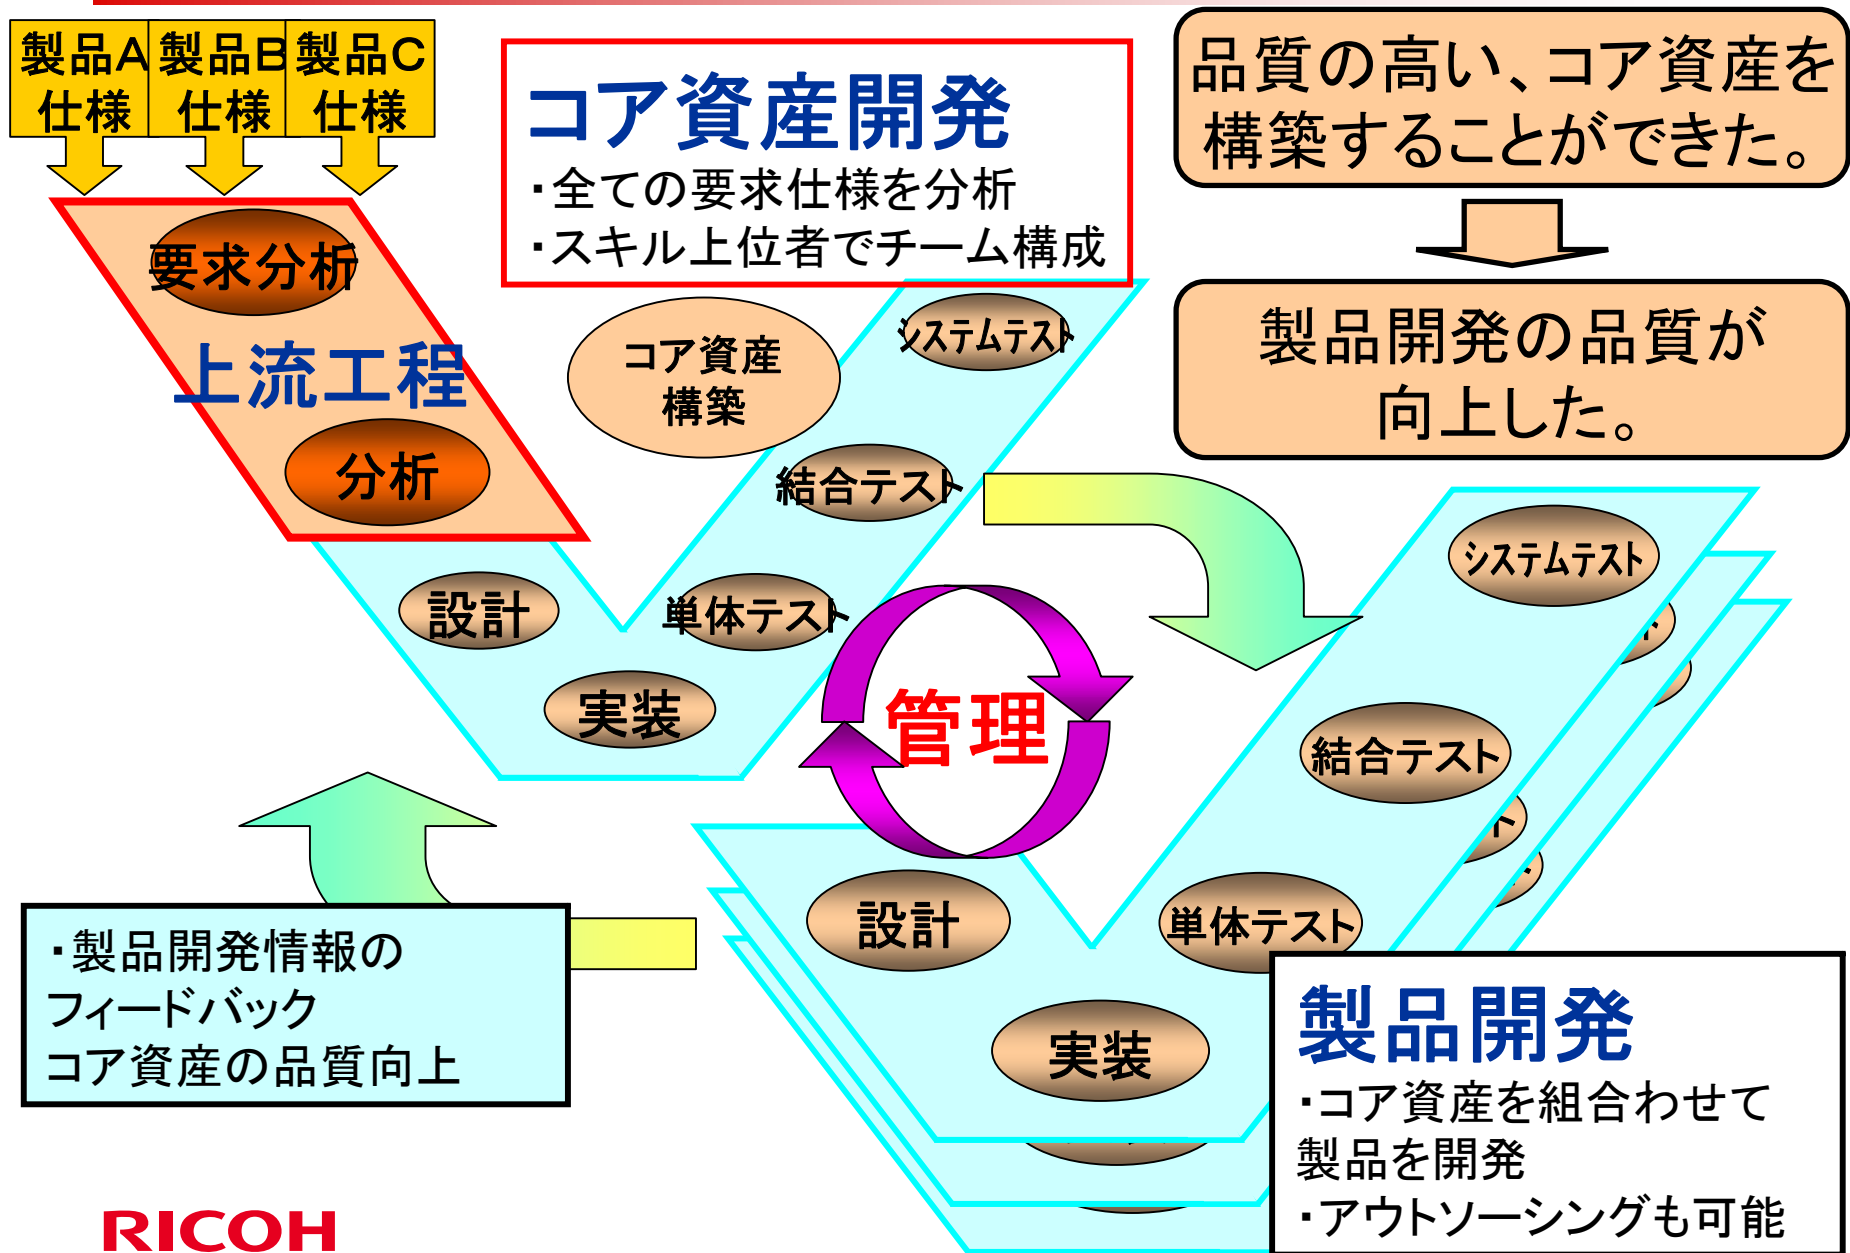 製品A
仕様
製品B
仕様
製品C
仕様
コア資産開発
・全ての要求仕様を分析
・スキル上位者でチーム構成
品質の高い、コア資産を
構築することができた。
製品開発の品質が
向上した。
要求分析
上流工程
分析
コア資産
構築
システムテスト
結合テスト
単体テスト
設計
実装
管理
システムテスト
結合テスト
単体テスト
設計
実装
・製品開発情報の
フィードバック
コア資産の品質向上
製品開発
・コア資産を組合わせて
製品を開発
・アウトソーシングも可能
RICOH